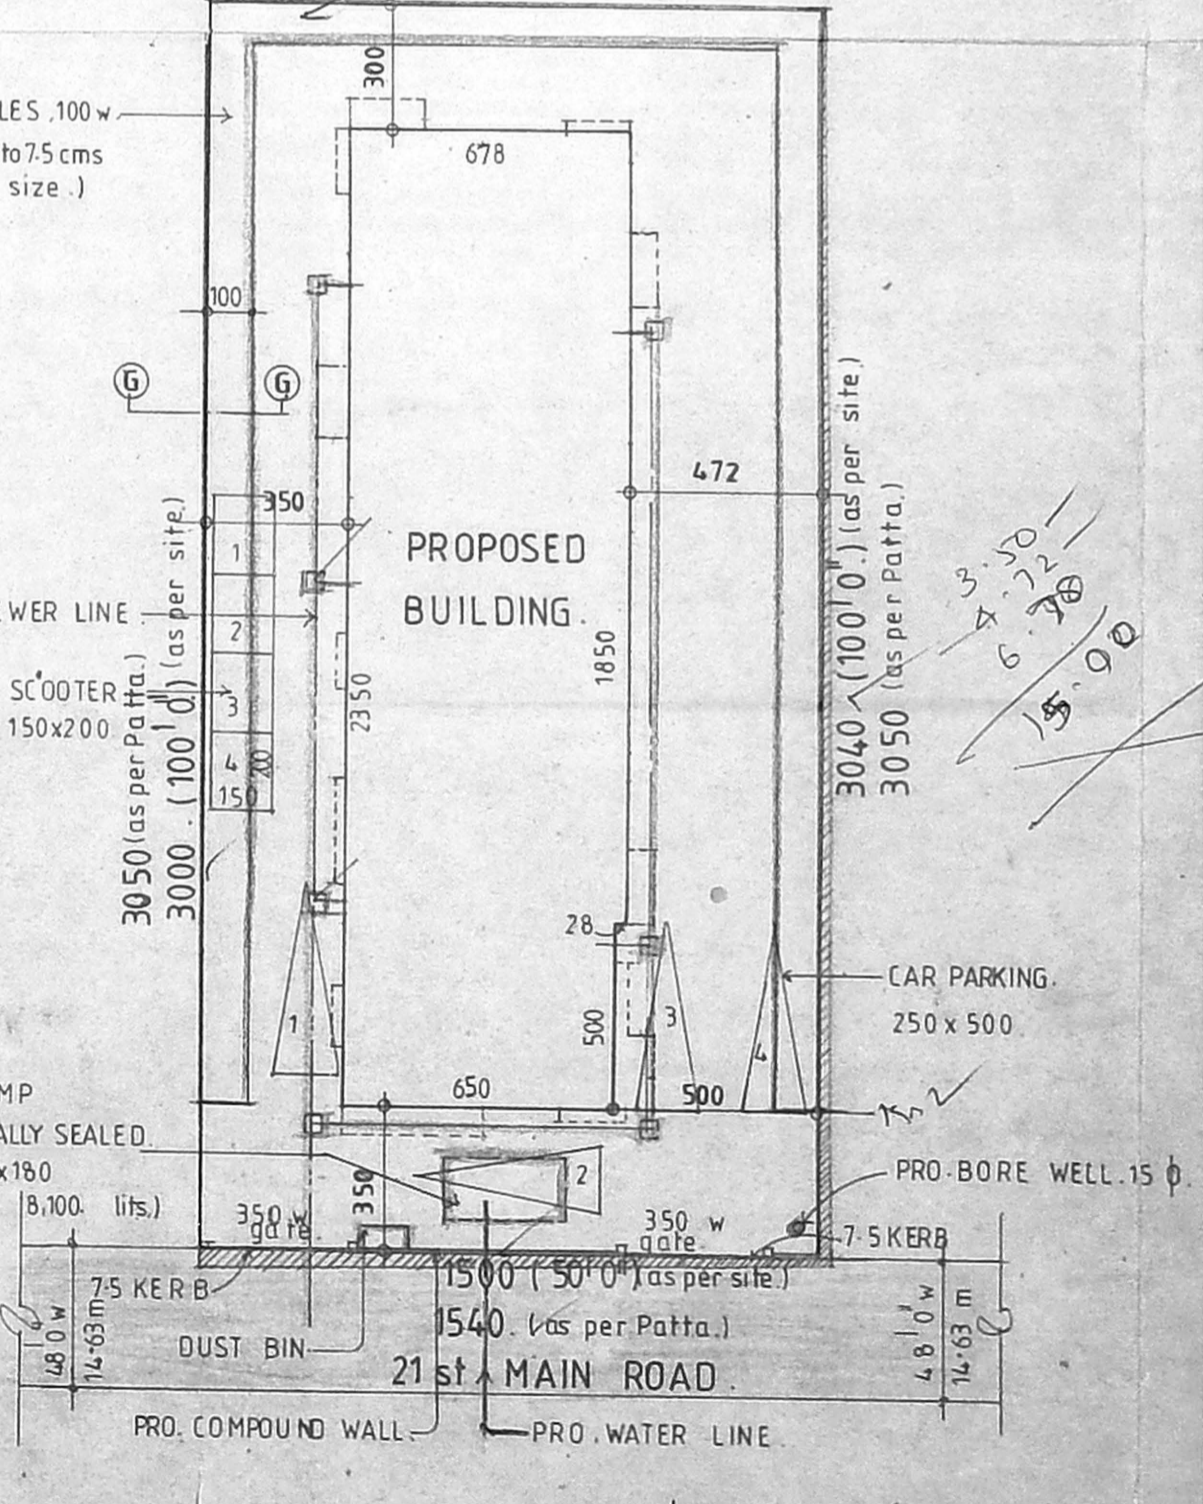 300
LES ,100 w
to 7.5 cms
size .)
678
100
G G
472
350
PROPOSED
BUILDING.
1
2
3
4
200
150
WER LINE
SCOOTER
150x200
3050 (as per Patta.)
3000 . (100'0") (as per site.)
2350
1850
3040 (100'0".) (as per site.)
3050 (as per Patta.)
3.50
4.72
6.78
15.00
28
500
1
3
4
CAR PARKING.
250 x 500
650
500
MP
ALLY SEALED.
x180
8,100. lits.)
350
2
PRO.BORE WELL.15 ϕ.
350 w
gate.
350 w
gate.
7.5 KERB
7.5 KERB
1500 (50'0") (as per site.)
1540. (as per Patta.)
48'0" w
14.63 m
48'0" w
14.63 m
DUST BIN
21 st MAIN ROAD.
PRO. COMPOUND WALL
PRO. WATER LINE.